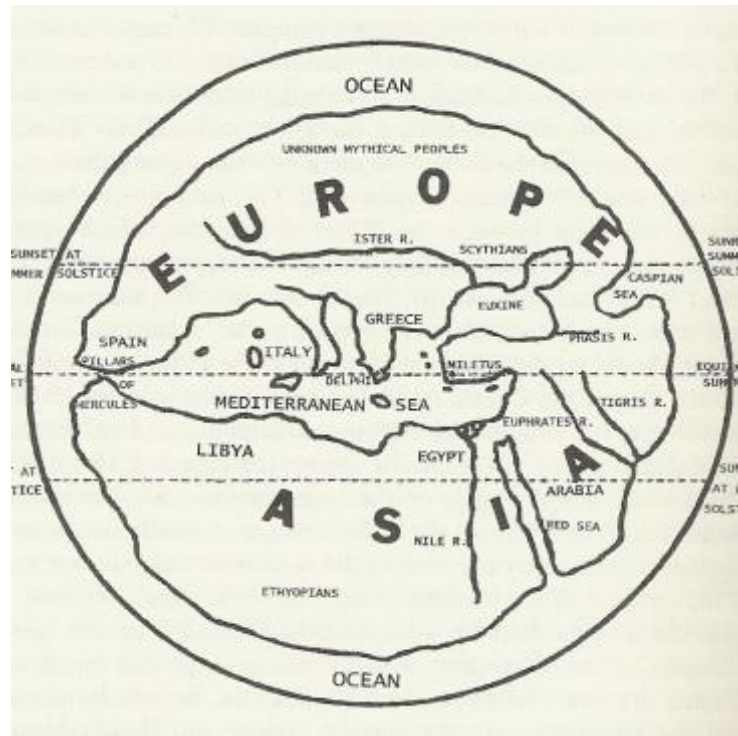 OCEAN
UNKNOWN MYTHICAL PEOPLES
EUROPE
ISTER R.
SCYTHIANS
SUNSET AT
SOLSTICE
CASPIAN
SEA
EUXINE
GREECE
SPAIN
PHASIS R.
ITALY
PILLARS
MILETUS
DELPHI
OF
HERCULES
MEDITERRANEAN SEA
TIGRIS R.
EUPHRATES R.
LIBYA
EGYPT
ASIA
AT
ARABIA
RED SEA
NILE R.
ETHYOPIANS
OCEAN